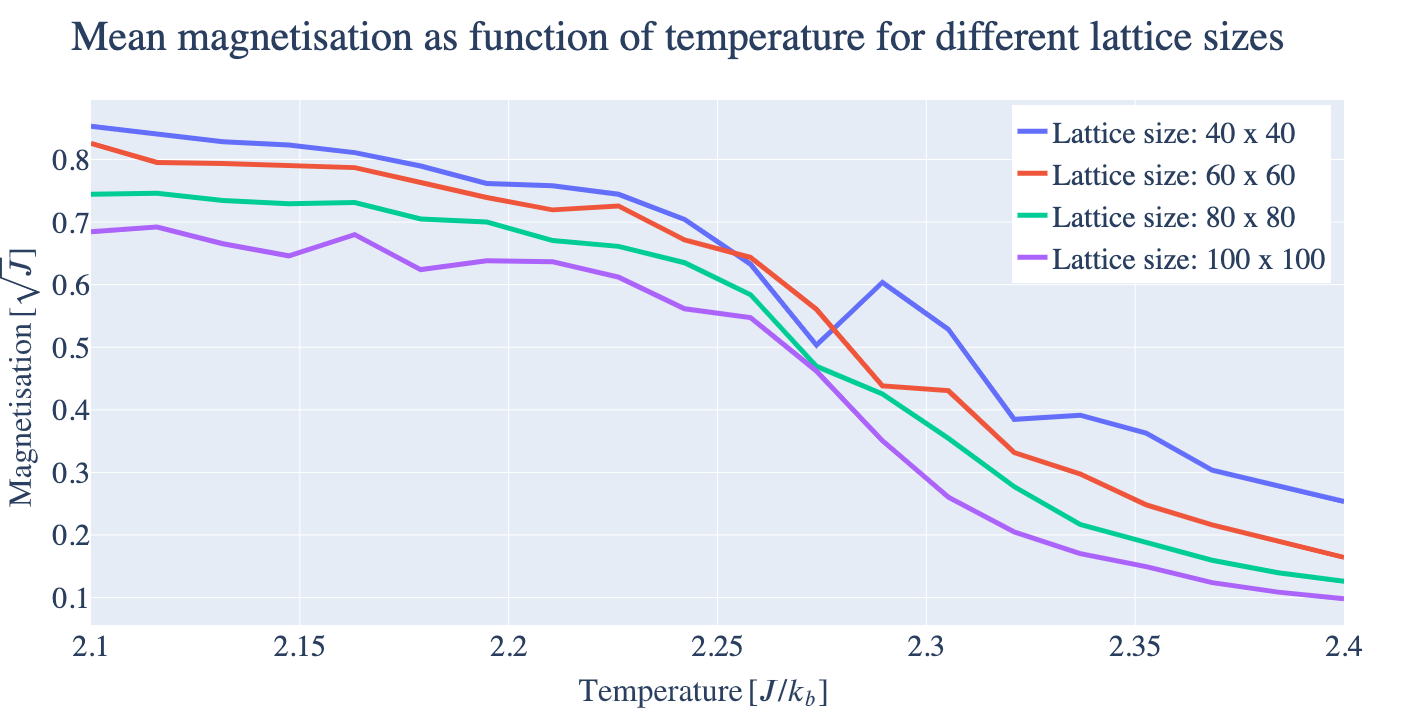 Mean magnetisation as function of temperature for different lattice sizes
Lattice size: 40 x 40
Lattice size: 60 x 60
Lattice size: 80 x 80
Lattice size: 100 x 100
Magnetisation [√J]
0.8
0.7
0.6
0.5
0.4
0.3
0.2
0.1
2.1 2.15 2.2 2.25 2.3 2.35 2.4
Temperature [J/k_b]